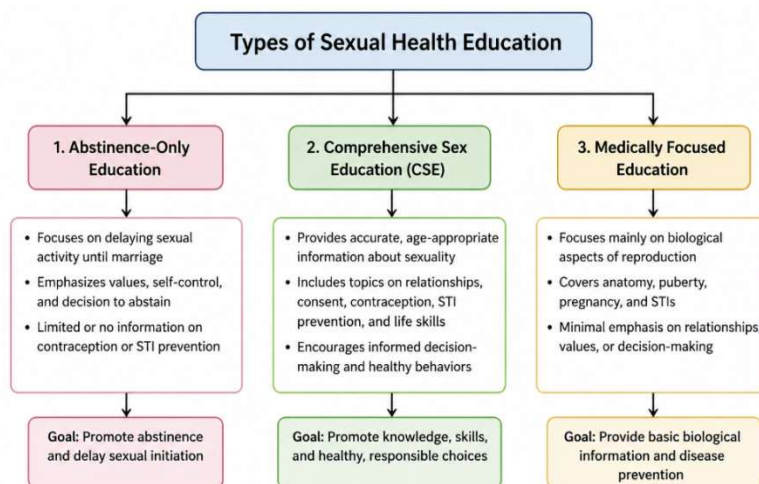 Types of Sexual Health Education
1. Abstinence-Only
Education
• Focuses on delaying sexual
activity until marriage
• Emphasizes values, self-control,
and decision to abstain
• Limited or no information on
contraception or STI prevention
Goal: Promote abstinence
and delay sexual initiation
2. Comprehensive Sex
Education (CSE)
• Provides accurate, age-appropriate
information about sexuality
• Includes topics on relationships,
consent, contraception, STI
prevention, and life skills
• Encourages informed decision-
making and healthy behaviors
Goal: Promote knowledge, skills,
and healthy, responsible choices
3. Medically Focused
Education
• Focuses mainly on biological
aspects of reproduction
• Covers anatomy, puberty,
pregnancy, and STIs
• Minimal emphasis on relationships,
values, or decision-making
Goal: Provide basic biological
information and disease
prevention